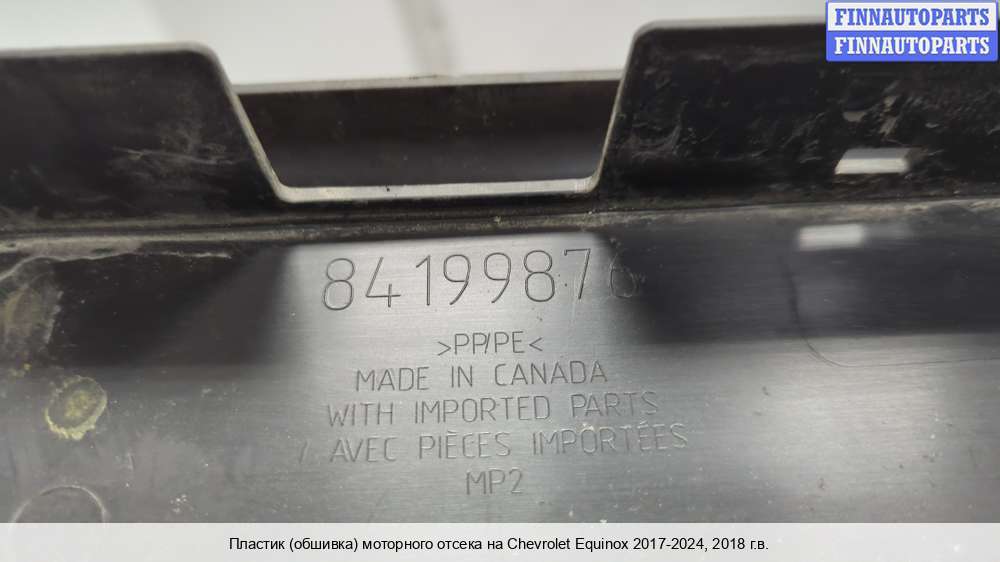 FINNAUTOPARTS
FINNAUTOPARTS
84199876
>PP/PE<
MADE IN CANADA
WITH IMPORTED PARTS
/ AVEC PIÈCES IMPORTÉES
MP2
Пластик (обшивка) моторного отсека на Chevrolet Equinox 2017-2024, 2018 г.в.